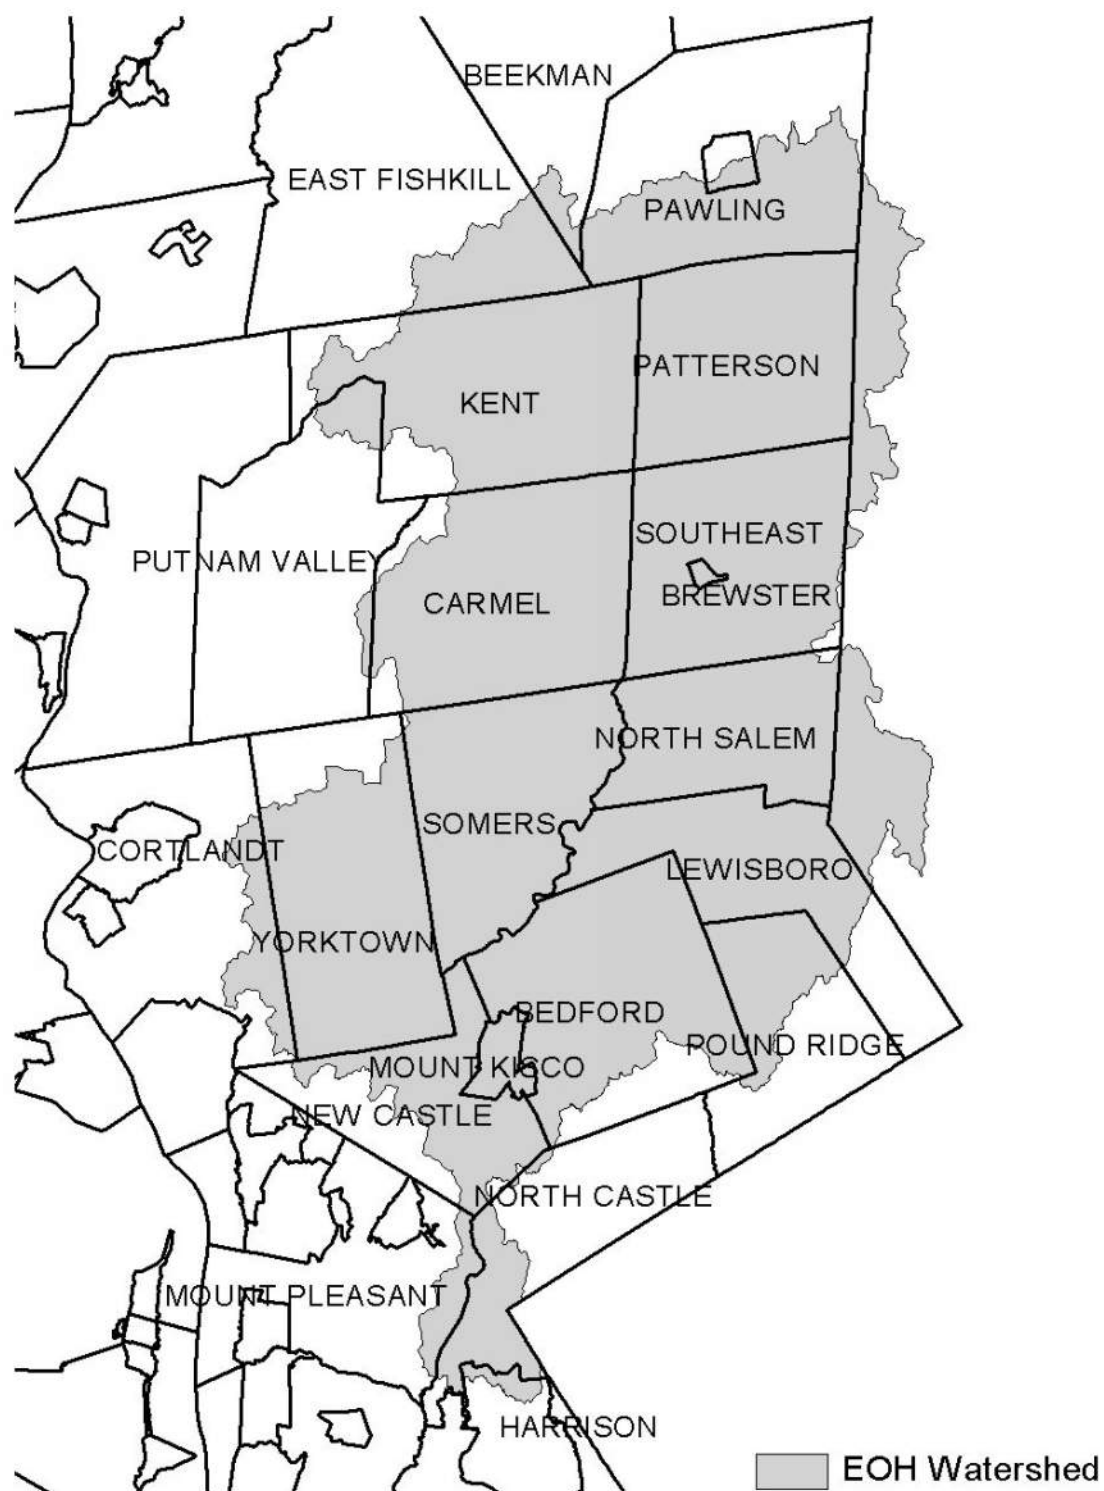 BEEKMAN
EAST FISHKILL
PAWLING
PATTERSON
KENT
SOUTHEAST
PUTNAM VALLEY
BREWSTER
CARMEL
NORTH SALEM
SOMERS
CORTLANDT
LEWISBORO
YORKTOWN
BEDFORD
POUND RIDGE
MOUNT KISCO
NEW CASTLE
NORTH CASTLE
MOUNT PLEASANT
HARRISON
EOH Watershed